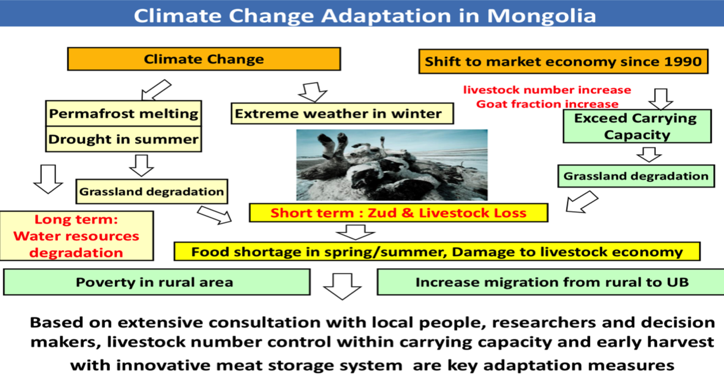 Climate Change Adaptation in Mongolia
Climate Change
Shift to market economy since 1990
livestock number increase
Goat fraction increase
Permafrost melting
Drought in summer
Extreme weather in winter
Exceed Carrying
Capacity
Grassland degradation
Grassland degradation
Long term:
Water resources
degradation
Short term : Zud & Livestock Loss
Food shortage in spring/summer, Damage to livestock economy
Poverty in rural area
Increase migration from rural to UB
Based on extensive consultation with local people, researchers and decision
makers, livestock number control within carrying capacity and early harvest
with innovative meat storage system are key adaptation measures